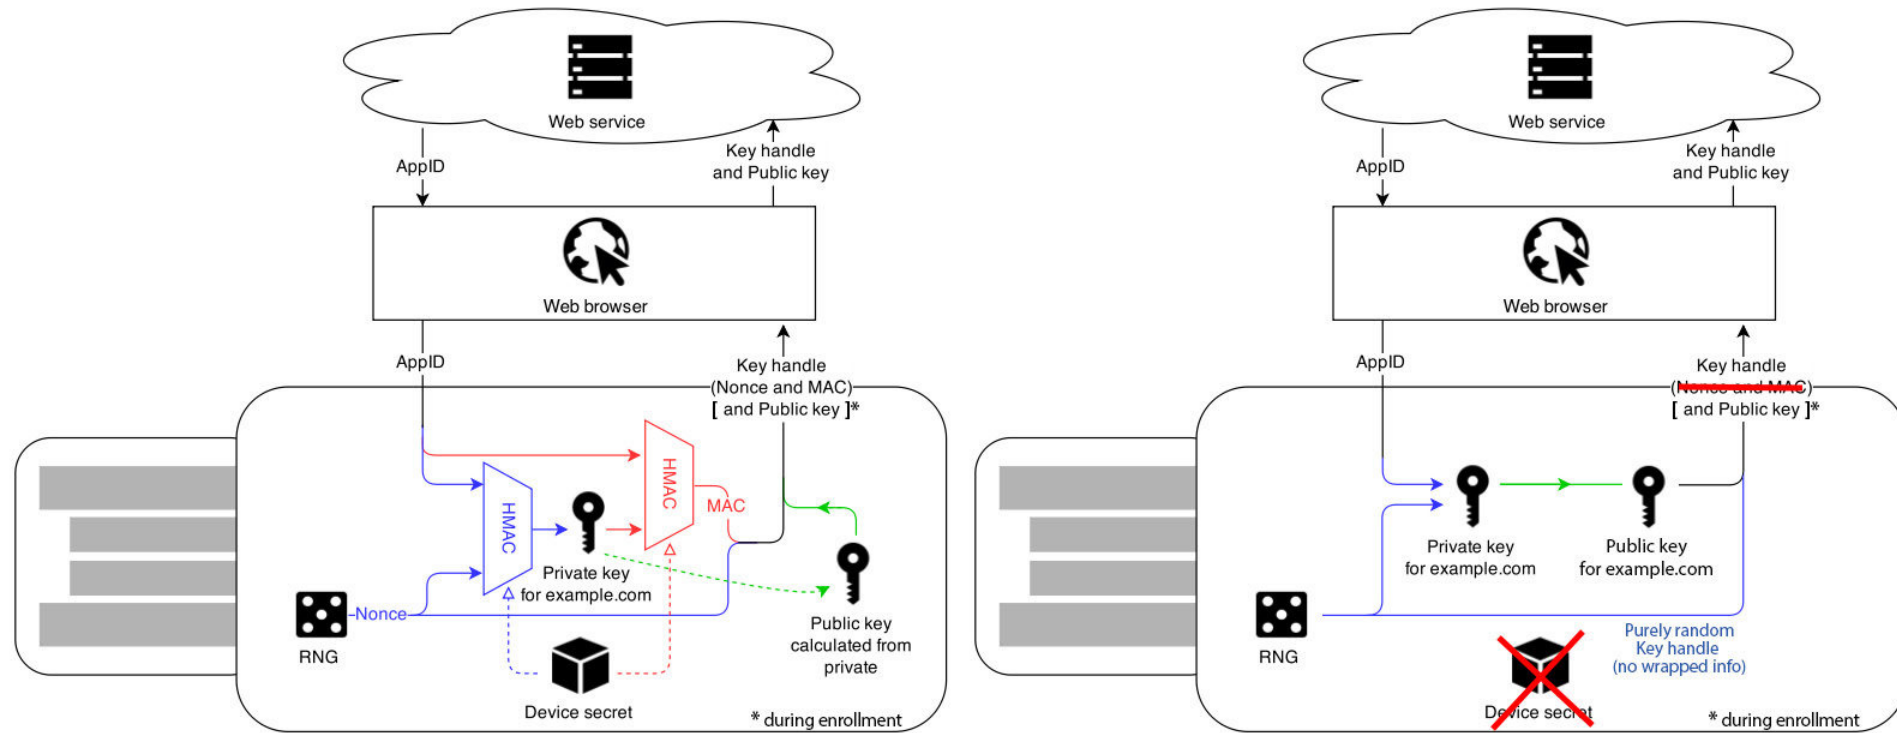 Web service
AppID
Key handle
and Public key
Web browser
AppID
Key handle
(Nonce and MAC)
[ and Public key ]*
HMAC
HMAC
MAC
Private key
for example.com
Nonce
RNG
Public key
calculated from
private
Device secret
* during enrollment
Web service
AppID
Key handle
and Public key
Web browser
AppID
Key handle
(Nonce and MAC)
[ and Public key ]*
Private key
for example.com
Public key
for example.com
RNG
Purely random
Key handle
(no wrapped info)
Device secret
* during enrollment